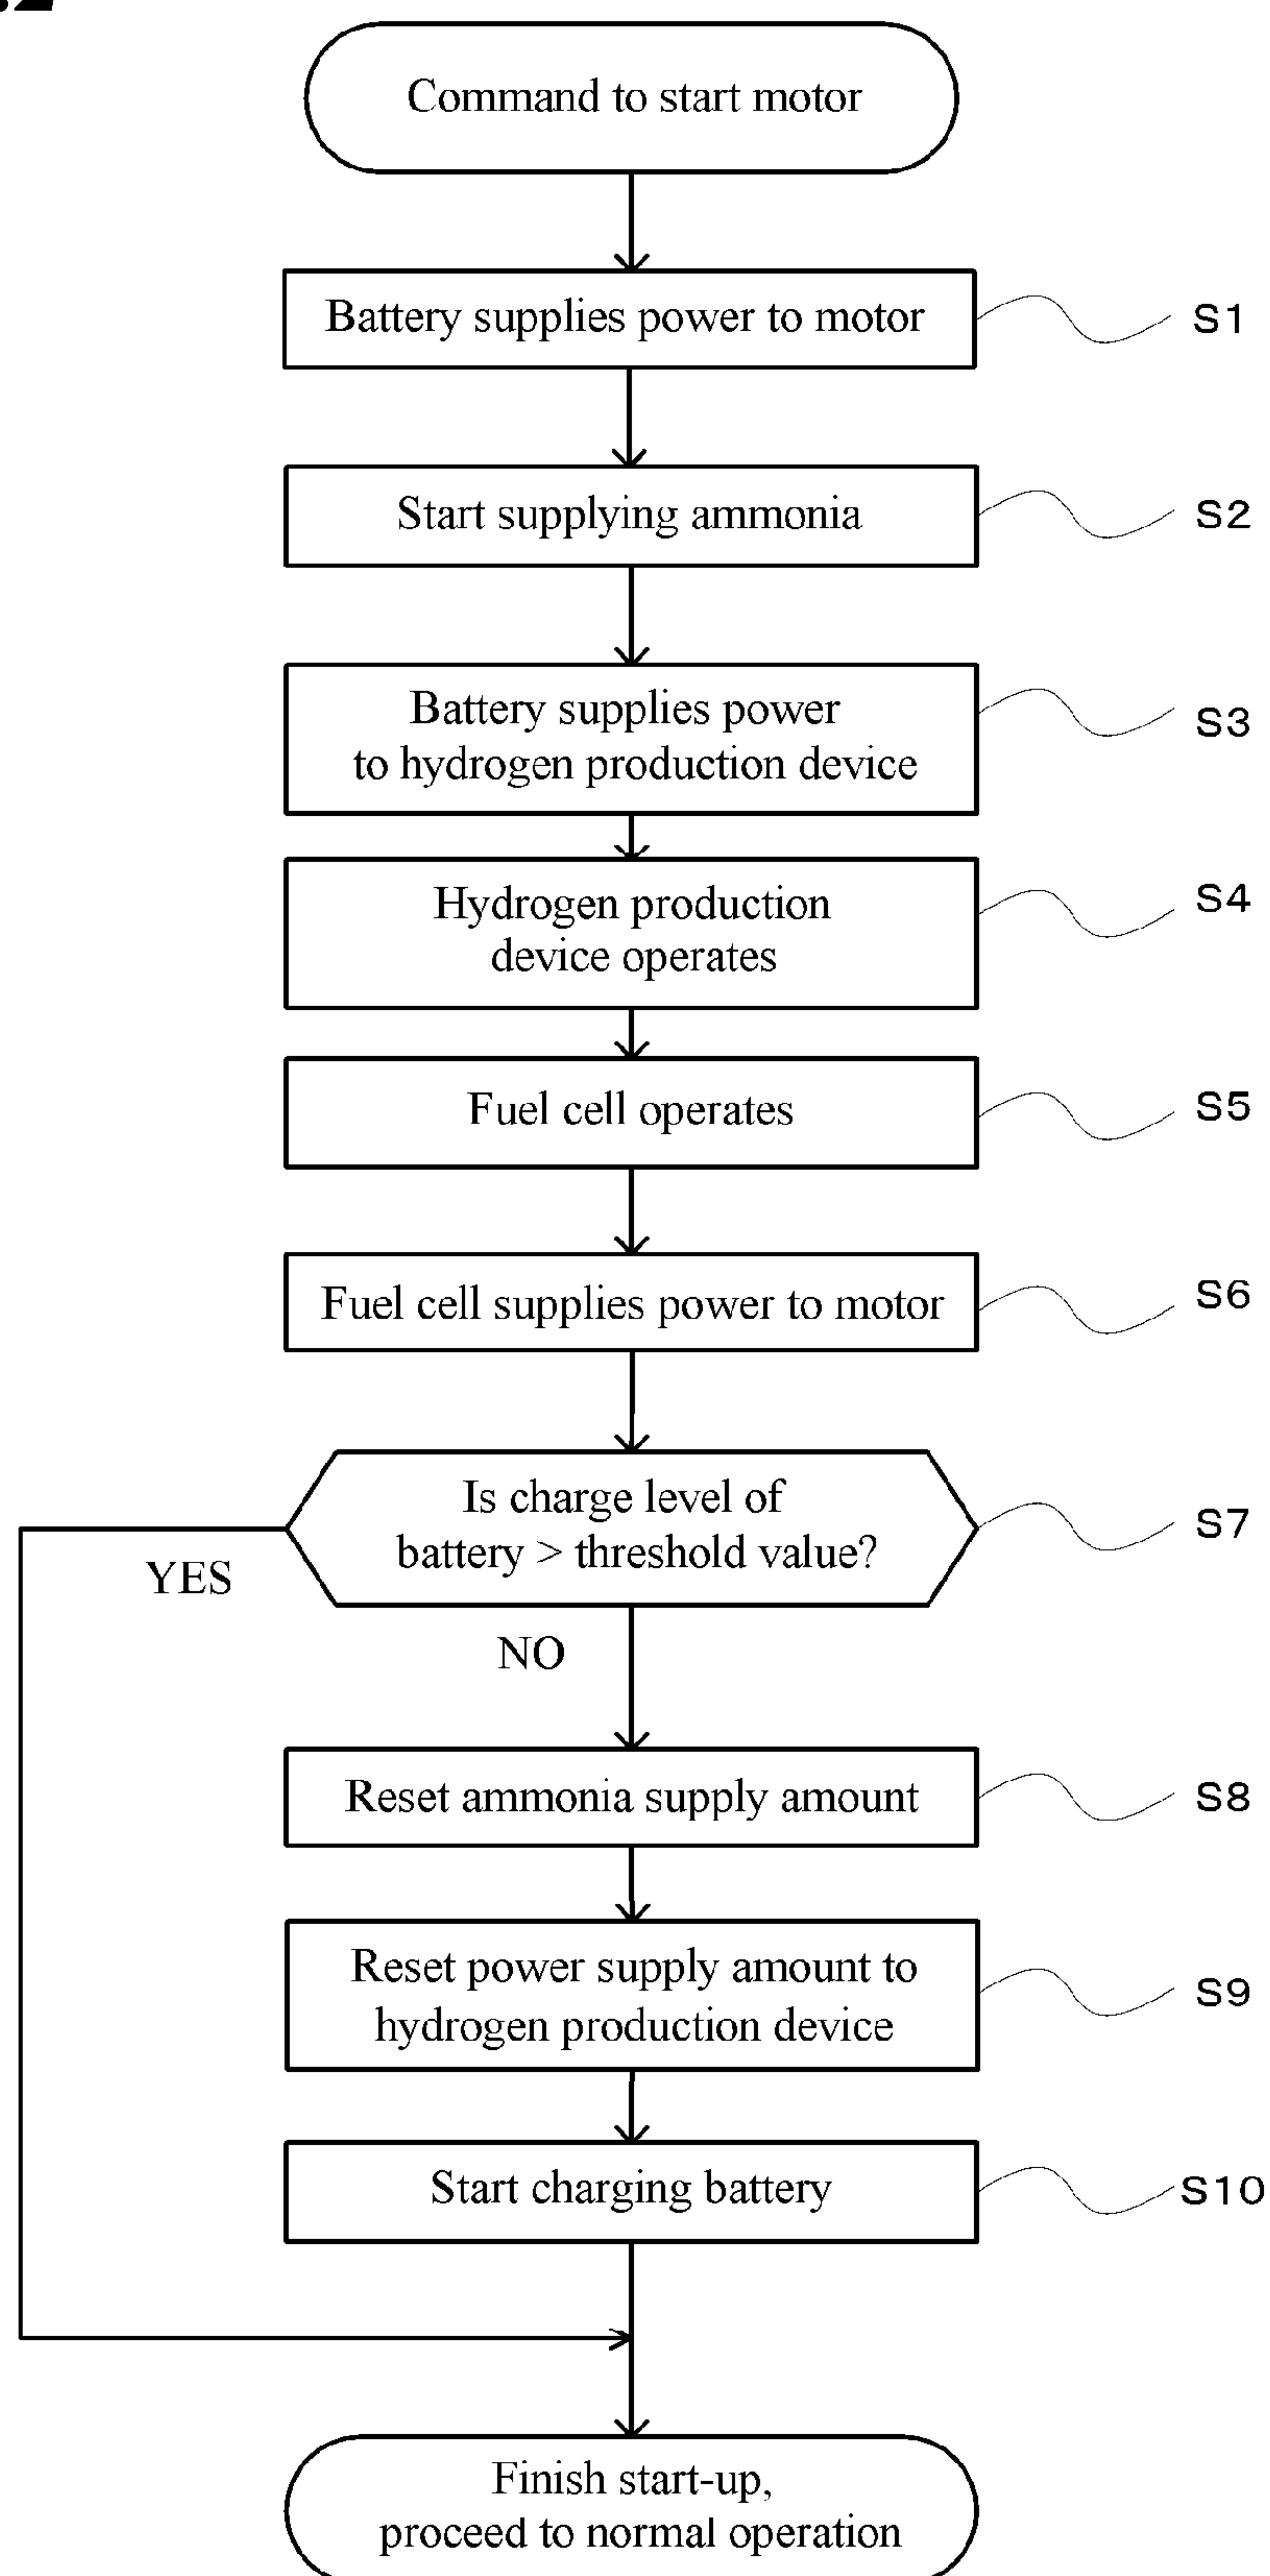 Command to start motor
Battery supplies power to motor
S1
Start supplying ammonia
S2
Battery supplies power
to hydrogen production device
S3
Hydrogen production
device operates
S4
Fuel cell operates
S5
Fuel cell supplies power to motor
S6
Is charge level of
battery > threshold value?
S7
YES
NO
Reset ammonia supply amount
S8
Reset power supply amount to
hydrogen production device
S9
Start charging battery
S10
Finish start-up,
proceed to normal operation